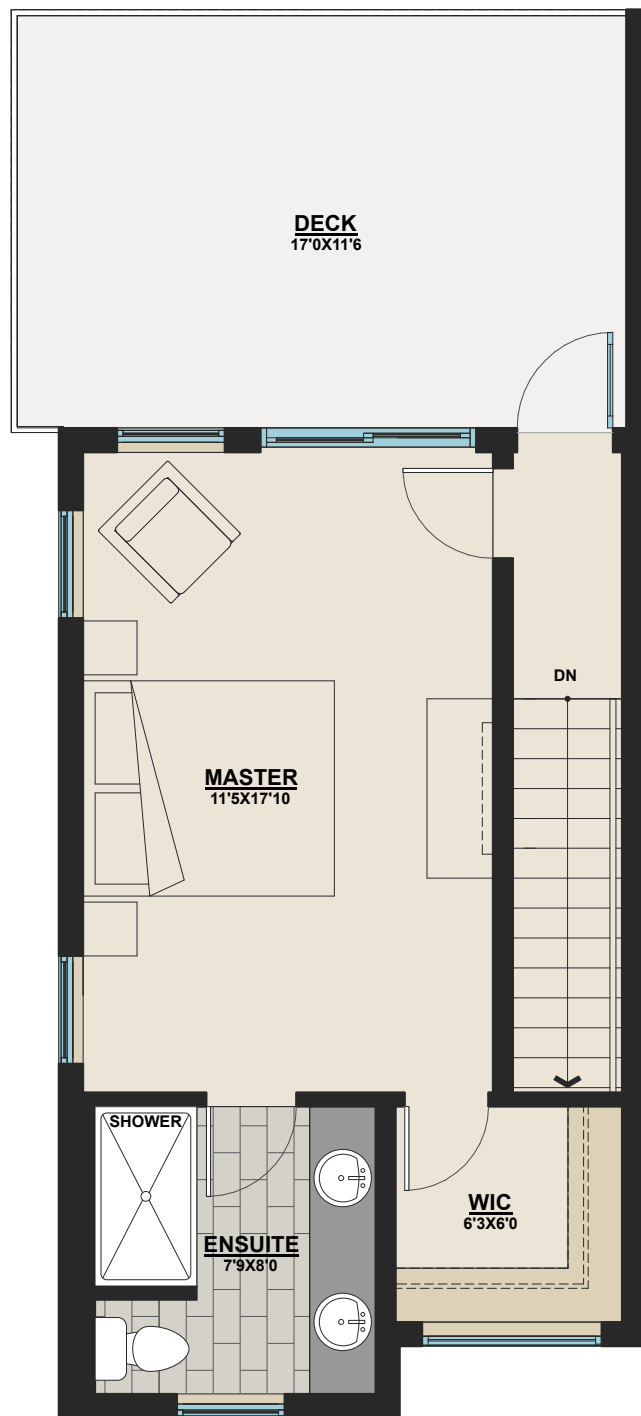 DECK
17'0X11'6
DN
MASTER
11'5X17'10
SHOWER
WIC
6'3X6'0
ENSUITE
7'9X8'0